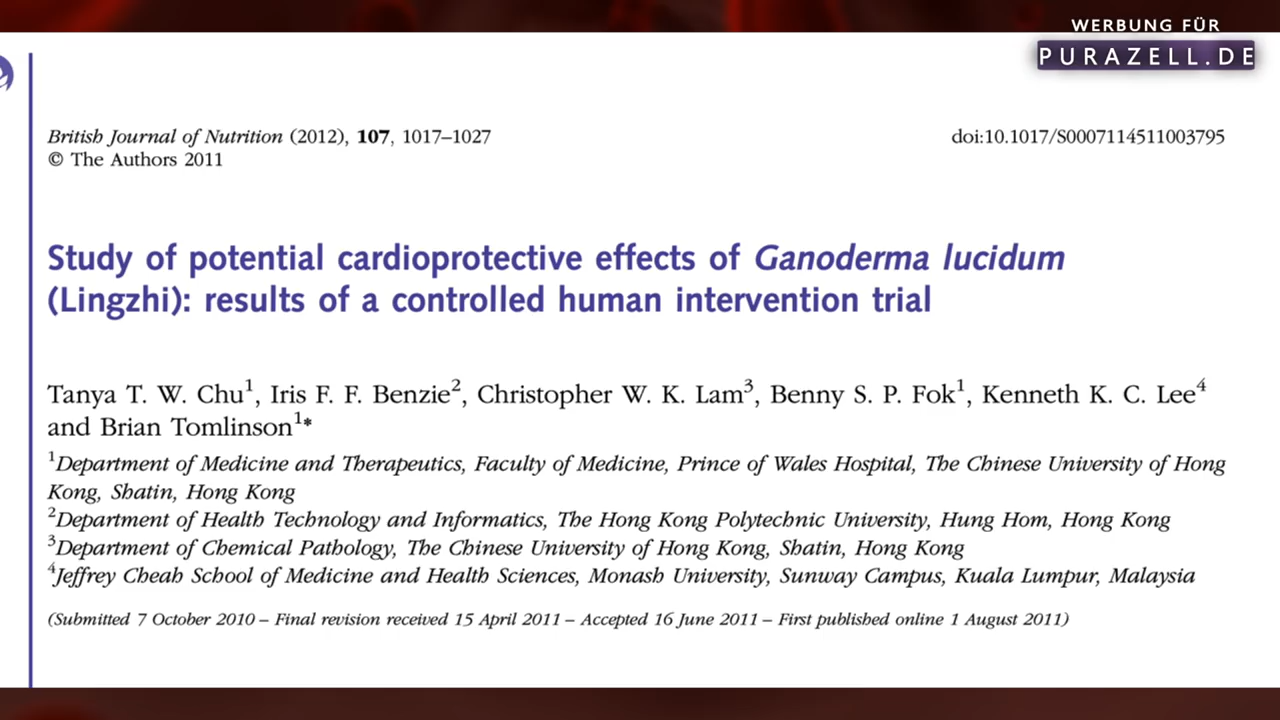 WERBUNG FÜR
PURAZELL.DE
British Journal of Nutrition (2012), 107, 1017–1027
doi:10.1017/S0007114511003795
© The Authors 2011
Study of potential cardioprotective effects of Ganoderma lucidum
(Lingzhi): results of a controlled human intervention trial
Tanya T. W. Chu1, Iris F. F. Benzie2, Christopher W. K. Lam3, Benny S. P. Fok1, Kenneth K. C. Lee4
and Brian Tomlinson1*
1Department of Medicine and Therapeutics, Faculty of Medicine, Prince of Wales Hospital, The Chinese University of Hong
Kong, Shatin, Hong Kong
2Department of Health Technology and Informatics, The Hong Kong Polytechnic University, Hung Hom, Hong Kong
3Department of Chemical Pathology, The Chinese University of Hong Kong, Shatin, Hong Kong
4Jeffrey Cheah School of Medicine and Health Sciences, Monash University, Sunway Campus, Kuala Lumpur, Malaysia
(Submitted 7 October 2010 – Final revision received 15 April 2011 – Accepted 16 June 2011 – First published online 1 August 2011)